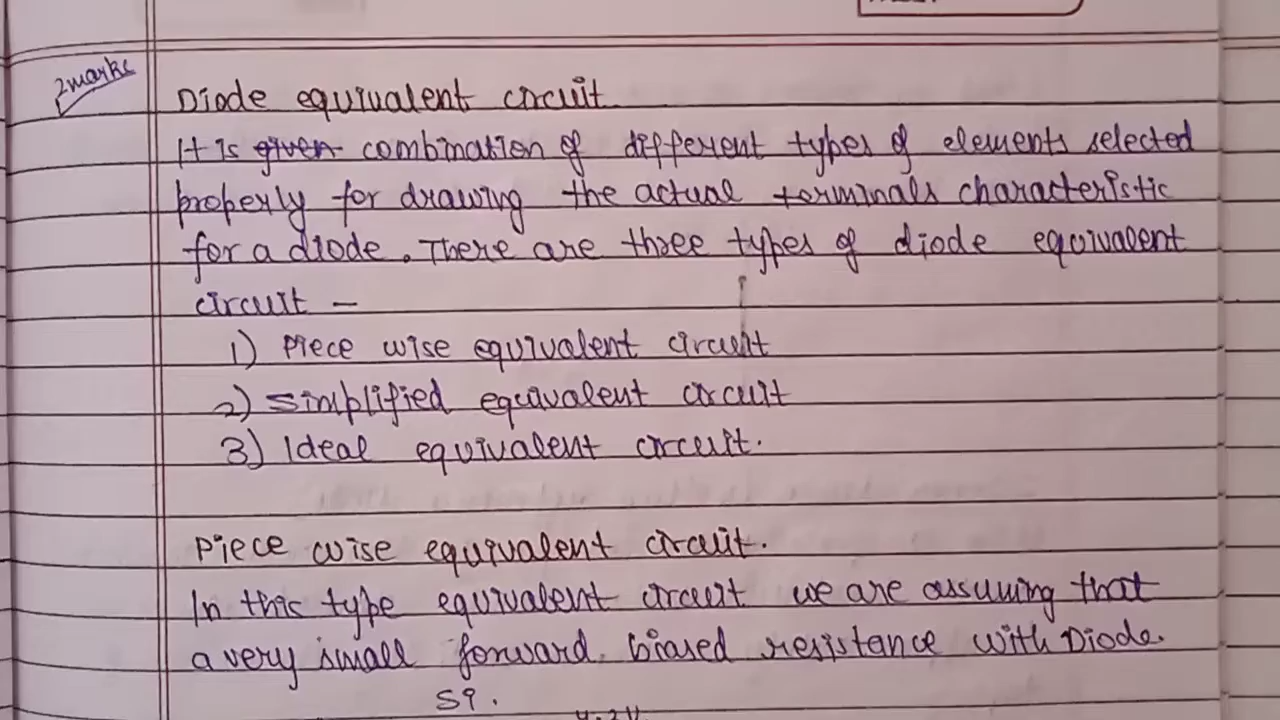 2marks
Diode equivalent circuit
It is given combination of different types of elements selected
properly for drawing the actual terminals characteristic
for a diode. There are three types of diode equivalent
circuit –
1) Piece wise equivalent circuit
2) Simplified equivalent circuit
3) Ideal equivalent circuit.
Piece wise equivalent circuit.
In this type equivalent circuit we are assuming that
a very small forward biased resistance with Diode.